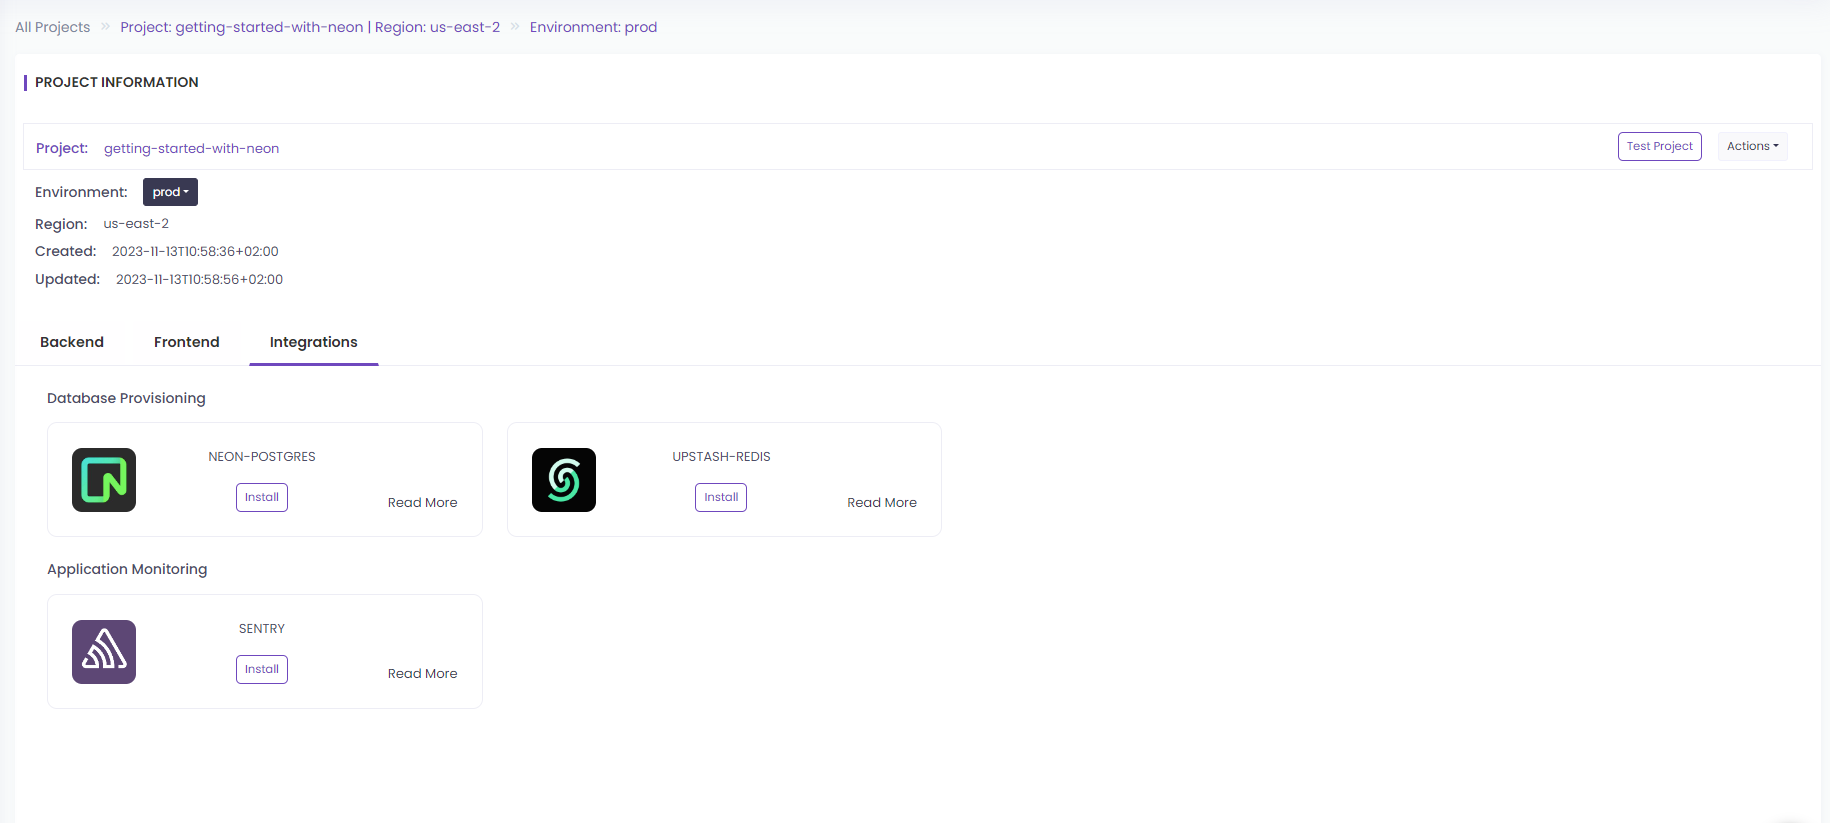 All Projects » Project: getting-started-with-neon | Region: us-east-2 » Environment: prod
PROJECT INFORMATION
Project: getting-started-with-neon
Test Project
Actions
Environment: prod
Region: us-east-2
Created: 2023-11-13T10:58:36+02:00
Updated: 2023-11-13T10:58:56+02:00
Backend Frontend Integrations
Database Provisioning
NEON-POSTGRES
Install
Read More
UPSTASH-REDIS
Install
Read More
Application Monitoring
SENTRY
Install
Read More